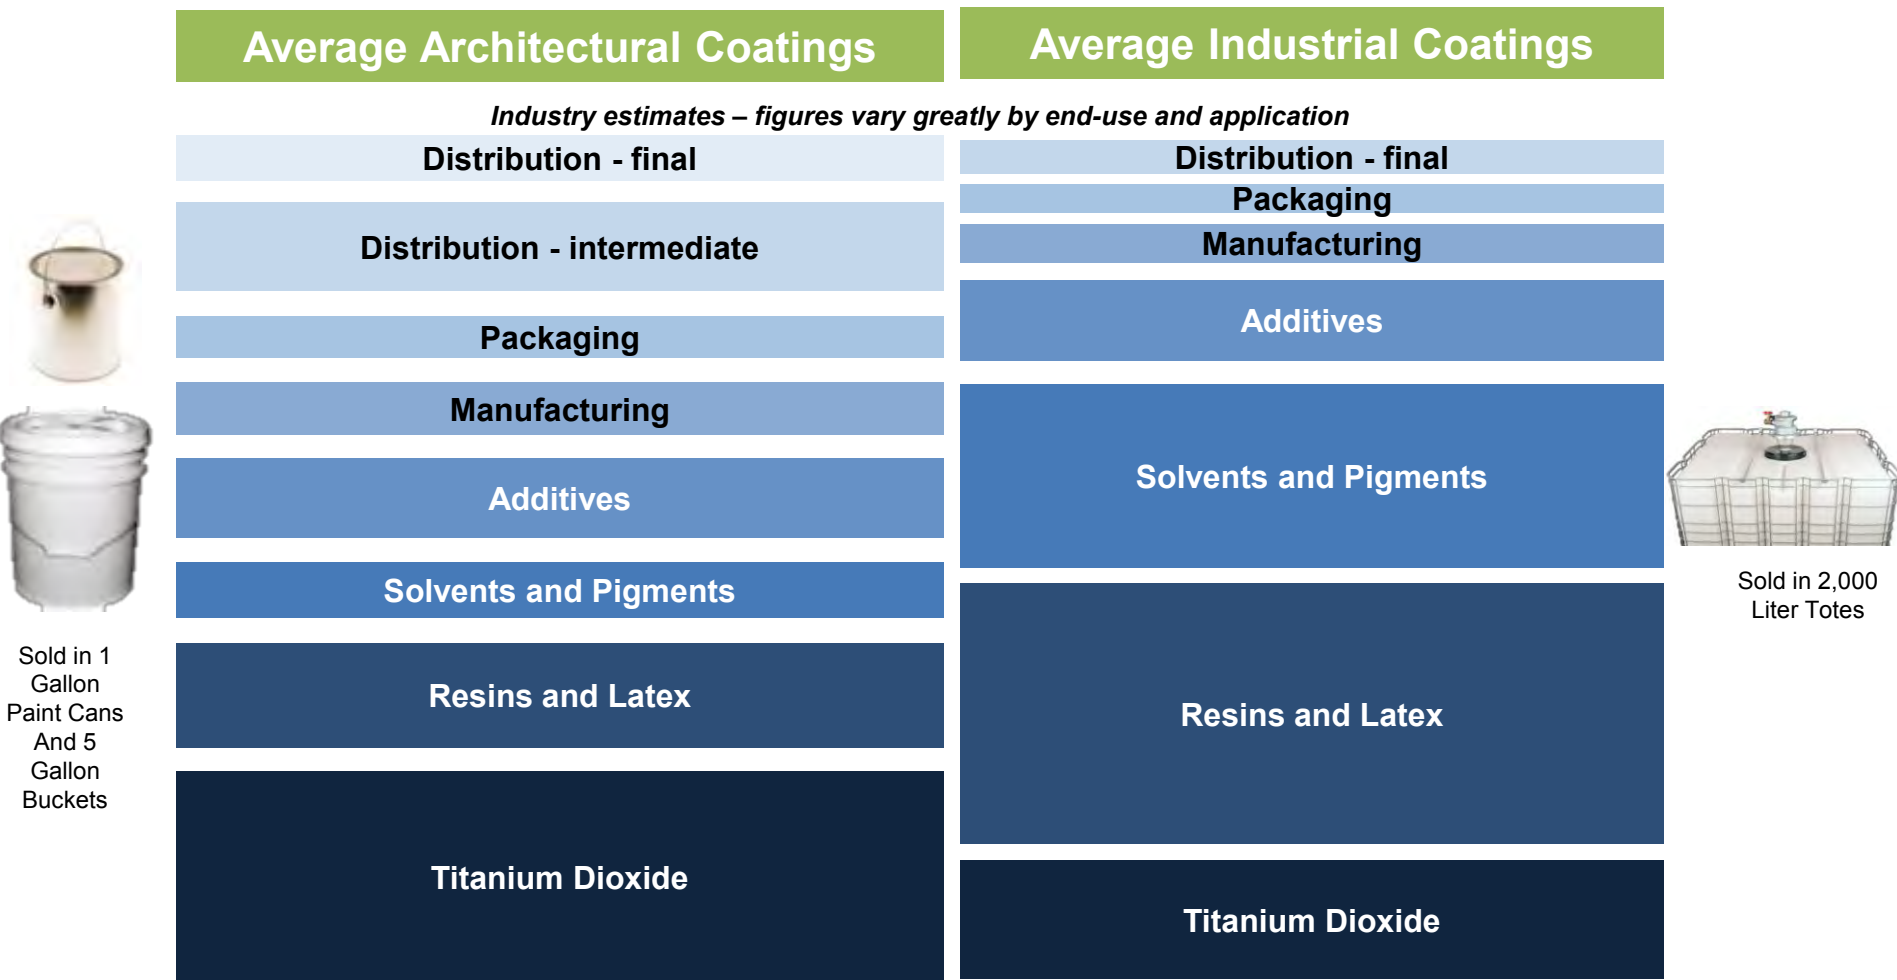 Average Architectural Coatings
Average Industrial Coatings
Industry estimates – figures vary greatly by end-use and application
Distribution - final
Distribution - intermediate
Packaging
Manufacturing
Additives
Solvents and Pigments
Resins and Latex
Titanium Dioxide
Distribution - final
Packaging
Manufacturing
Additives
Solvents and Pigments
Resins and Latex
Titanium Dioxide
Sold in 1
Gallon
Paint Cans
And 5
Gallon
Buckets
Sold in 2,000
Liter Totes